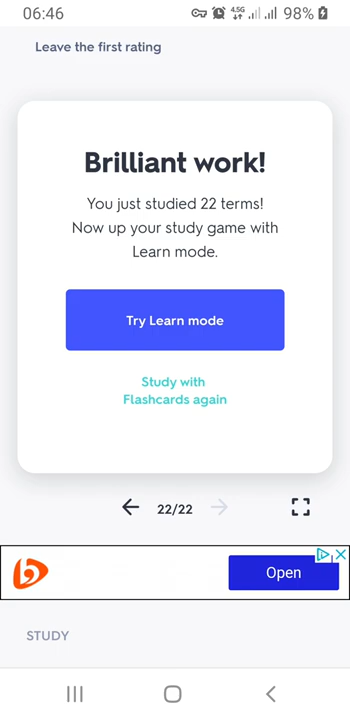 06:46
4,5G
98%
Leave the first rating
Brilliant work!
You just studied 22 terms!
Now up your study game with
Learn mode.
Try Learn mode
Study with
Flashcards again
22/22
Open
STUDY